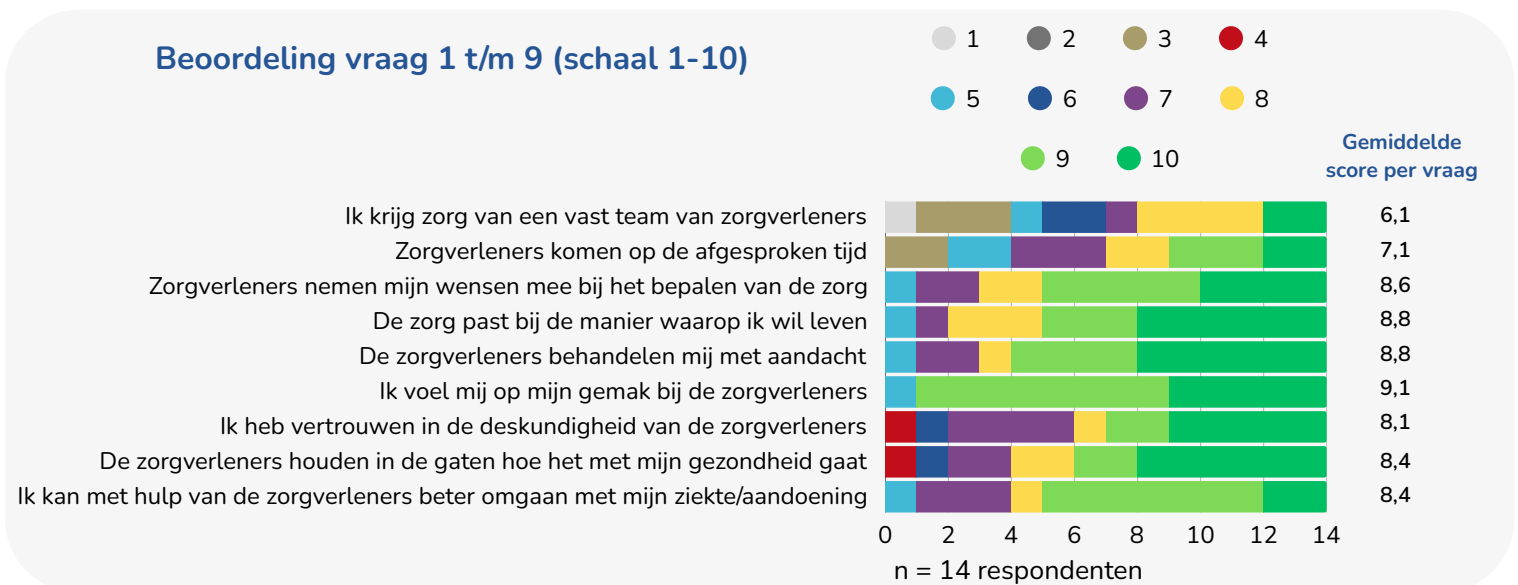 Beoordeling vraag 1 t/m 9 (schaal 1-10)
1 2 3 4
5 6 7 8
9 10
Gemiddelde
score per vraag
Ik krijg zorg van een vast team van zorgverleners 6,1
Zorgverleners komen op de afgesproken tijd 7,1
Zorgverleners nemen mijn wensen mee bij het bepalen van de zorg 8,6
De zorg past bij de manier waarop ik wil leven 8,8
De zorgverleners behandelen mij met aandacht 8,8
Ik voel mij op mijn gemak bij de zorgverleners 9,1
Ik heb vertrouwen in de deskundigheid van de zorgverleners 8,1
De zorgverleners houden in de gaten hoe het met mijn gezondheid gaat 8,4
Ik kan met hulp van de zorgverleners beter omgaan met mijn ziekte/aandoening 8,4
0 2 4 6 8 10 12 14
n = 14 respondenten